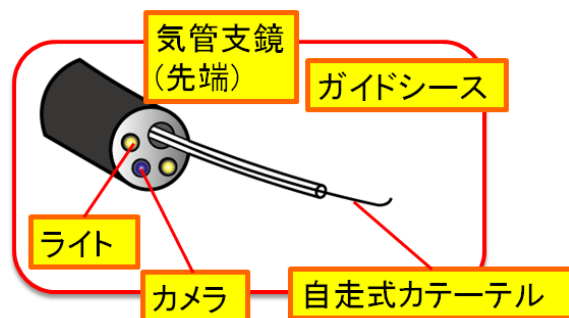 気管支鏡
(先端)
ガイドシース
ライト
カメラ
自走式カテーテル